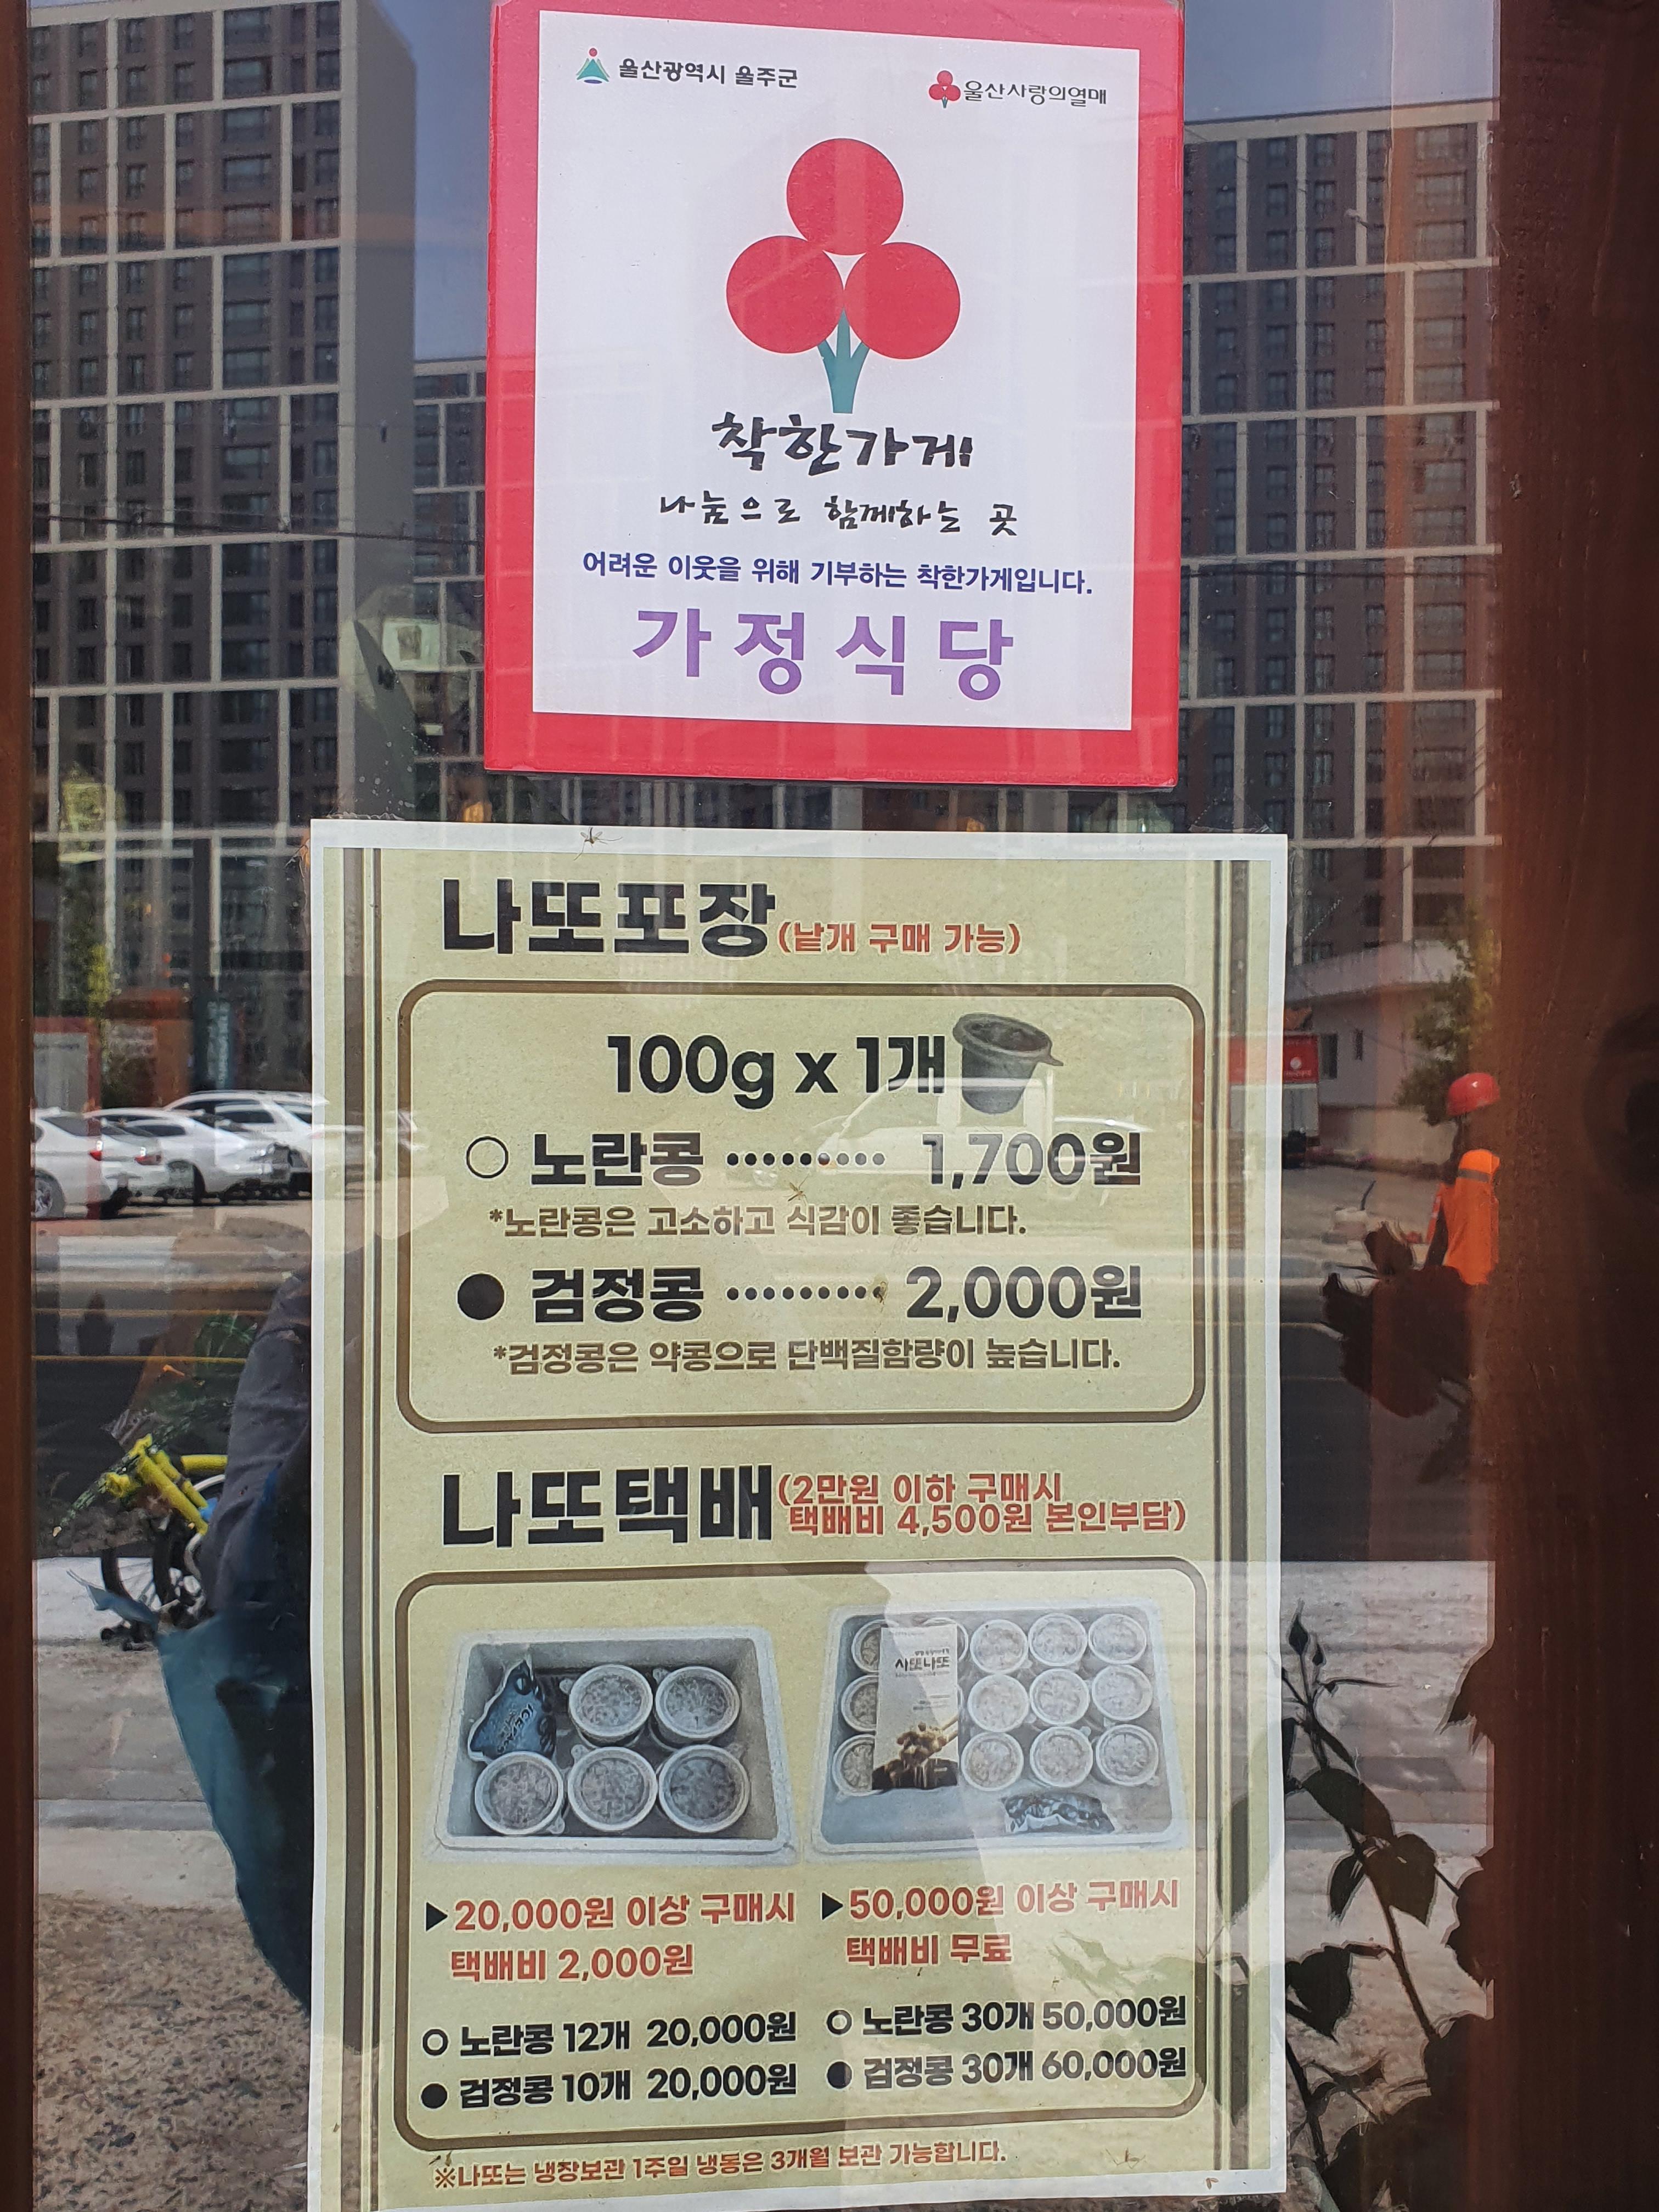 울산광역시 울주군
울산사랑의열매
착한가게
나눔으로 함께하는 곳
어려운 이웃을 위해 기부하는 착한가게입니다.
가정식당
나또포장(낱개 구매 가능)
100g x 1개
○ 노란콩 ········· 1,700원
*노란콩은 고소하고 식감이 좋습니다.
● 검정콩 ········· 2,000원
*검정콩은 약콩으로 단백질함량이 높습니다.
나또택배(2만원 이하 구매시
택배비 4,500원 본인부담)
사또나또
▶20,000원 이상 구매시
택배비 2,000원
▶50,000원 이상 구매시
택배비 무료
○ 노란콩 12개 20,000원
● 검정콩 10개 20,000원
○ 노란콩 30개 50,000원
● 검정콩 30개 60,000원
※나또는 냉장보관 1주일 냉동은 3개월 보관 가능합니다.